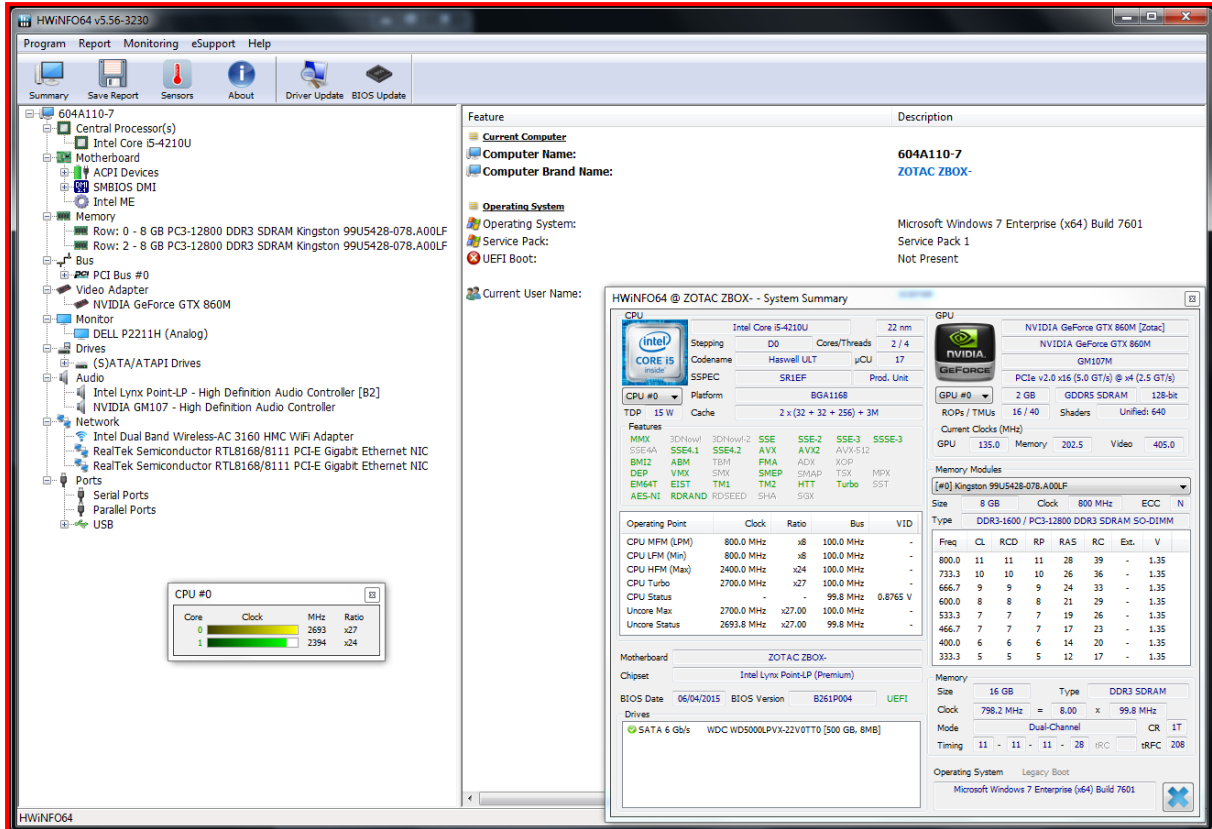 HWiNFO64 v5.56-3230
Program Report Monitoring eSupport Help
Summary Save Report Sensors About Driver Update BIOS Update
604A110-7
Central Processor(s)
Intel Core i5-4210U
Motherboard
ACPI Devices
SMBIOS DMI
Intel ME
Memory
Row: 0 - 8 GB PC3-12800 DDR3 SDRAM Kingston 99U5428-078.A00LF
Row: 2 - 8 GB PC3-12800 DDR3 SDRAM Kingston 99U5428-078.A00LF
Bus
PCI Bus #0
Video Adapter
NVIDIA GeForce GTX 860M
Monitor
DELL P2211H (Analog)
Drives
(S)ATA/ATAPI Drives
Audio
Intel Lynx Point-LP - High Definition Audio Controller [B2]
NVIDIA GM107 - High Definition Audio Controller
Network
Intel Dual Band Wireless-AC 3160 HMC WiFi Adapter
RealTek Semiconductor RTL8168/8111 PCI-E Gigabit Ethernet NIC
RealTek Semiconductor RTL8168/8111 PCI-E Gigabit Ethernet NIC
Ports
Serial Ports
Parallel Ports
USB
Feature Description
Current Computer
Computer Name: 604A110-7
Computer Brand Name: ZOTAC ZBOX-
Operating System
Operating System: Microsoft Windows 7 Enterprise (x64) Build 7601
Service Pack: Service Pack 1
UEFI Boot: Not Present
Current User Name:
CPU #0
Core Clock MHz Ratio
0 2693 x27
1 2394 x24
HWiNFO64 @ ZOTAC ZBOX- - System Summary
CPU
intel CORE i5 inside
Intel Core i5-4210U 22 nm
Stepping D0 Cores/Threads 2 / 4
Codename Haswell ULT µCU 17
SSPEC SR1EF Prod. Unit
CPU #0 Platform BGA1168
TDP 15 W Cache 2 x (32 + 32 + 256) + 3M
Features
MMX 3DNow! 3DNow!-2 SSE SSE-2 SSE-3 SSSE-3
SSE4A SSE4.1 SSE4.2 AVX AVX2 AVX-512
BMI2 ABM TBM FMA ADX XOP
DEP VMX SMX SMEP SMAP TSX MPX
EM64T EIST TM1 TM2 HTT Turbo SST
AES-NI RDRAND RDSEED SHA SGX
Operating Point Clock Ratio Bus VID
CPU MFM (LPM) 800.0 MHz x8 100.0 MHz -
CPU LFM (Min) 800.0 MHz x8 100.0 MHz -
CPU HFM (Max) 2400.0 MHz x24 100.0 MHz -
CPU Turbo 2700.0 MHz x27 100.0 MHz -
CPU Status - - 99.8 MHz 0.8765 V
Uncore Max 2700.0 MHz x27.00 100.0 MHz -
Uncore Status 2693.8 MHz x27.00 99.8 MHz -
Motherboard ZOTAC ZBOX-
Chipset Intel Lynx Point-LP (Premium)
BIOS Date 06/04/2015 BIOS Version B261P004 UEFI
Drives
SATA 6 Gb/s WDC WD5000LPVX-22V0TT0 [500 GB, 8MB]
GPU
NVIDIA GEFORCE
NVIDIA GeForce GTX 860M [Zotac]
NVIDIA GeForce GTX 860M
GM107M
PCIe v2.0 x16 (5.0 GT/s) @ x4 (2.5 GT/s)
GPU #0 2 GB GDDR5 SDRAM 128-bit
ROPs / TMUs 16 / 40 Shaders Unified: 640
Current Clocks (MHz)
GPU 135.0 Memory 202.5 Video 405.0
Memory Modules
[#0] Kingston 99U5428-078.A00LF
Size 8 GB Clock 800 MHz ECC N
Type DDR3-1600 / PC3-12800 DDR3 SDRAM SO-DIMM
Freq CL RCD RP RAS RC Ext. V
800.0 11 11 11 28 39 - 1.35
733.3 10 10 10 26 36 - 1.35
666.7 9 9 9 24 33 - 1.35
600.0 8 8 8 21 29 - 1.35
533.3 7 7 7 19 26 - 1.35
466.7 7 7 7 17 23 - 1.35
400.0 6 6 6 14 20 - 1.35
333.3 5 5 5 12 17 - 1.35
Memory
Size 16 GB Type DDR3 SDRAM
Clock 798.2 MHz = 8.00 x 99.8 MHz
Mode Dual-Channel CR 1T
Timing 11 - 11 - 11 - 28 tRC tRFC 208
Operating System Legacy Boot
Microsoft Windows 7 Enterprise (x64) Build 7601
HWiNFO64